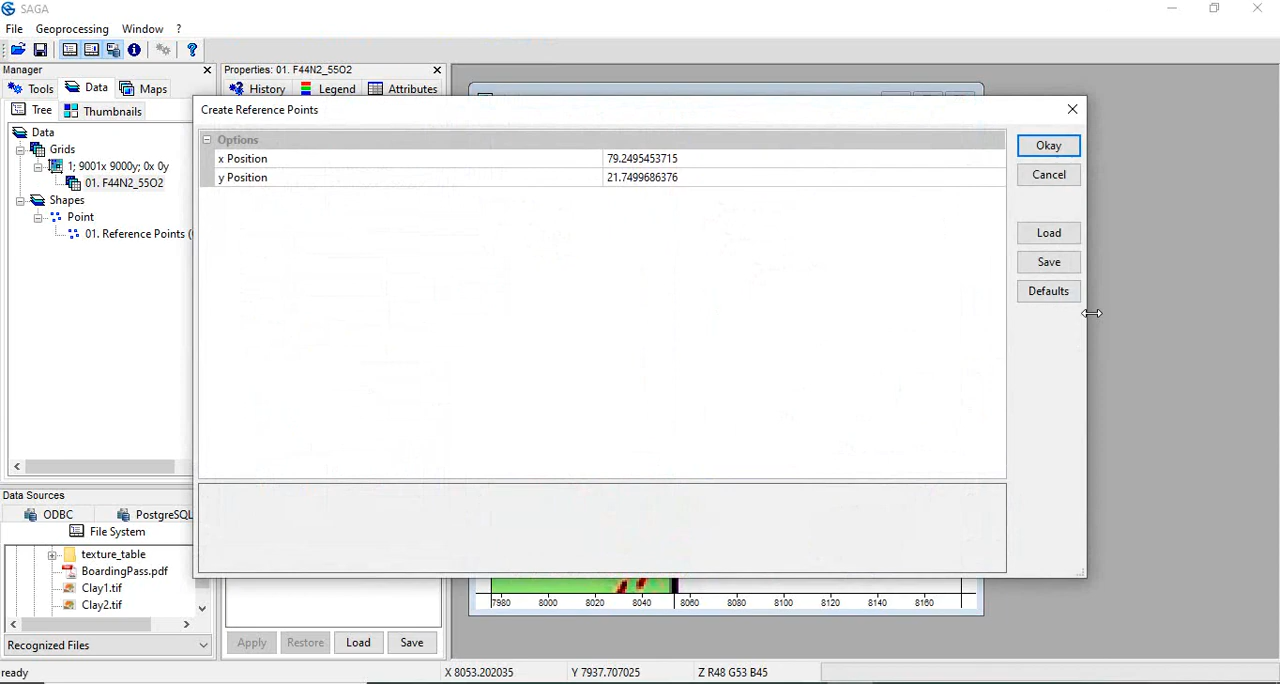 SAGA
File Geoprocessing Window ?
Manager
Tools Data Maps
Tree Thumbnails
Data
Grids
1; 9001x 9000y; 0x 0y
01. F44N2_55O2
Shapes
Point
01. Reference Points (
Properties: 01. F44N2_55O2
History Legend Attributes
Create Reference Points
Options
x Position 79.2495453715
y Position 21.7499686376
Okay
Cancel
Load
Save
Defaults
Data Sources
ODBC PostgreSQL
File System
texture_table
BoardingPass.pdf
Clay1.tif
Clay2.tif
Recognized Files
Apply Restore Load Save
7980 8000 8020 8040 8060 8080 8100 8120 8140 8160
ready X 8053.202035 Y 7937.707025 Z R48 G53 B45